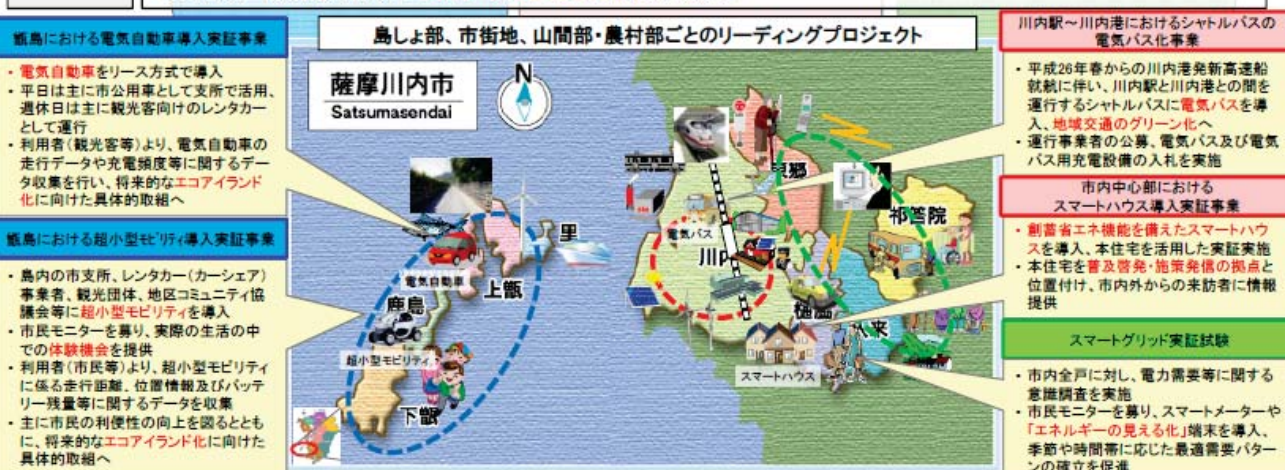 島しょ部、市街地、山間部・農村部ごとのリーディングプロジェクト
甑島における電気自動車導入実証事業
・電気自動車をリース方式で導入
・平日は主に市公用車として支所で活用、
週休日は主に観光客向けのレンタカー
として運行
・利用者(観光客等)より、電気自動車の
走行データや充電頻度等に関するデー
タ収集を行い、将来的なエコアイランド
化に向けた具体的取組へ
甑島における超小型モビリティ導入実証事業
・島内の市支所、レンタカー(カーシェア)
事業者、観光団体、地区コミュニティ協
議会等に超小型モビリティを導入
・市民モニターを募り、実際の生活の中
での体験機会を提供
・利用者(市民等)より、超小型モビリティ
に係る走行距離、位置情報及びバッテ
リー残量等に関するデータを収集
・主に市民の利便性の向上を図るととも
に、将来的なエコアイランド化に向けた
具体的取組へ
薩摩川内市
Satsumasendai
N
里
上甑
電気自動車
鹿島
超小型モビリティ
下甑
東郷
祁答院
電気バス
川内
樋脇
入来
スマートハウス
川内駅～川内港におけるシャトルバスの
電気バス化事業
・平成26年春からの川内港発新高速船
就航に伴い、川内駅と川内港との間を
運行するシャトルバスに電気バスを導
入、地域交通のグリーン化へ
・運行事業者の公募、電気バス及び電気
バス用充電設備の入札を実施
市内中心部における
スマートハウス導入実証事業
・創蓄省エネ機能を備えたスマートハウ
スを導入、本住宅を活用した実証実施
・本住宅を普及啓発・施策発信の拠点と
位置付け、市内外からの来訪者に情報
提供
スマートグリッド実証試験
・市内全戸に対し、電力需要等に関する
意識調査を実施
・市民モニターを募り、スマートメーターや
「エネルギーの見える化」端末を導入、
季節や時間帯に応じた最適需要パター
ンの確立を促進